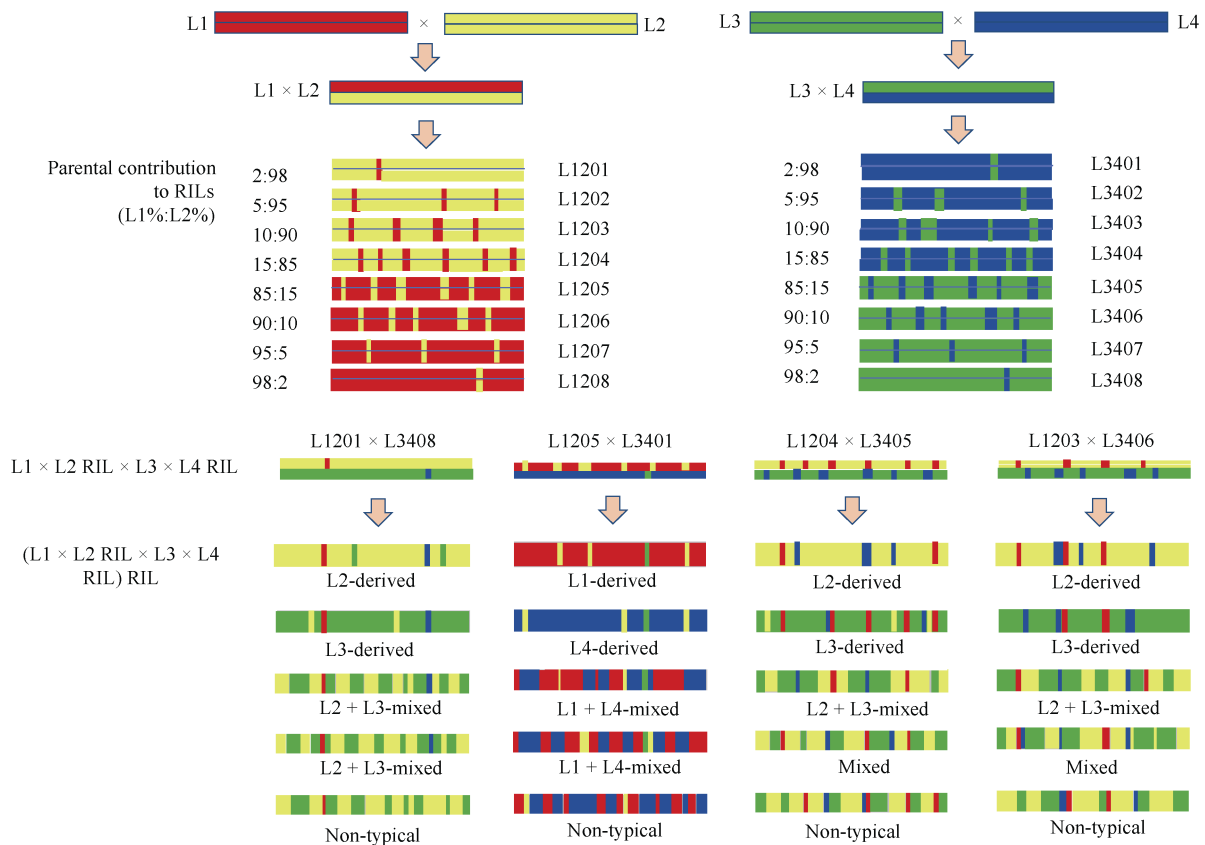 L1 × L2
L3 × L4
L1 × L2
L3 × L4
Parental contribution
to RILs
(L1%:L2%)
2:98 L1201
5:95 L1202
10:90 L1203
15:85 L1204
85:15 L1205
90:10 L1206
95:5 L1207
98:2 L1208
2:98 L3401
5:95 L3402
10:90 L3403
15:85 L3404
85:15 L3405
90:10 L3406
95:5 L3407
98:2 L3408
L1201 × L3408 L1205 × L3401 L1204 × L3405 L1203 × L3406
L1 × L2 RIL × L3 × L4 RIL
(L1 × L2 RIL × L3 × L4
RIL) RIL
L2-derived L1-derived L2-derived L2-derived
L3-derived L4-derived L3-derived L3-derived
L2 + L3-mixed L1 + L4-mixed L2 + L3-mixed L2 + L3-mixed
L2 + L3-mixed L1 + L4-mixed Mixed Mixed
Non-typical Non-typical Non-typical Non-typical